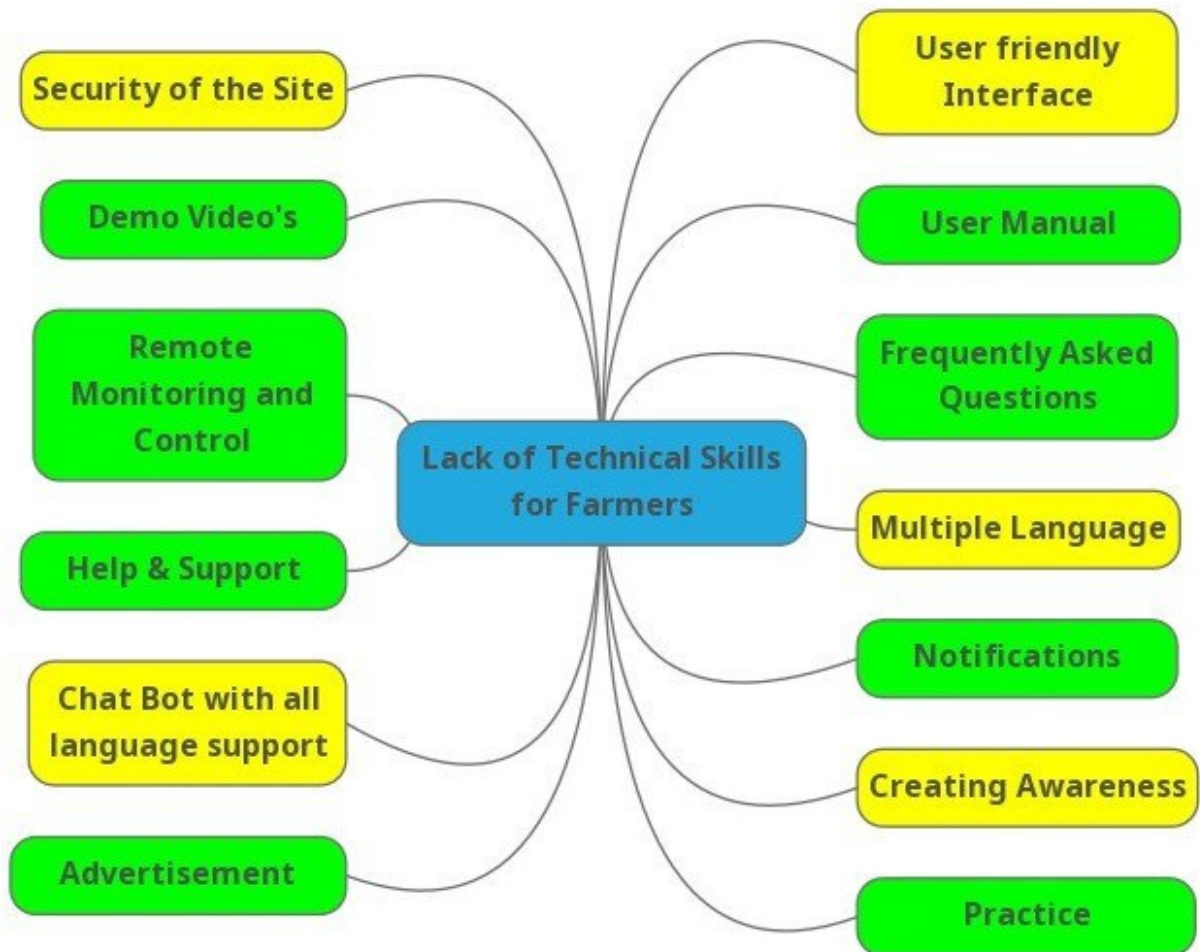 Security of the Site
Demo Video's
Remote
Monitoring and
Control
Help & Support
Chat Bot with all
language support
Advertisement
Lack of Technical Skills
for Farmers
User friendly
Interface
User Manual
Frequently Asked
Questions
Multiple Language
Notifications
Creating Awareness
Practice